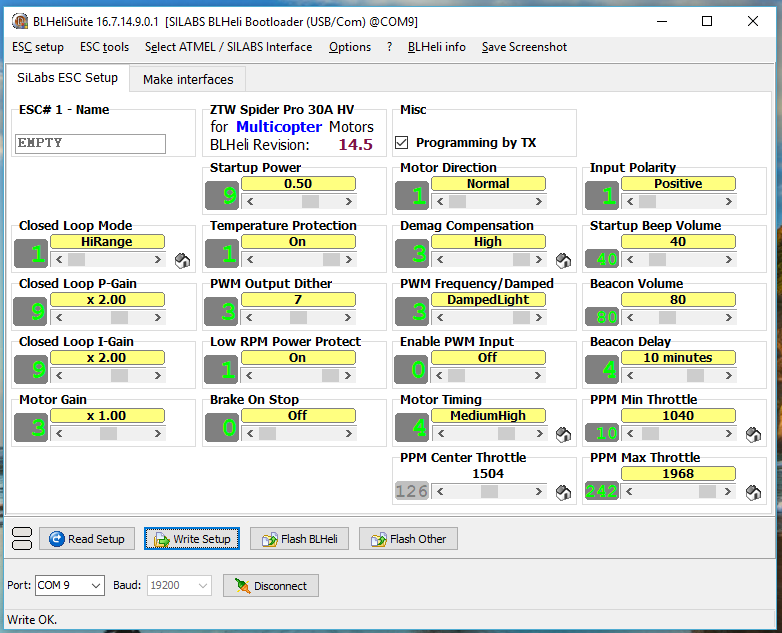 BLHeliSuite 16.7.14.9.0.1 [SILABS BLHeli Bootloader (USB/Com) @COM9]
ESC setup ESC tools Select ATMEL / SILABS Interface Options ? BLHeli info Save Screenshot
SiLabs ESC Setup Make interfaces
ESC# 1 - Name
EMPTY
ZTW Spider Pro 30A HV
for Multicopter Motors
BLHeli Revision: 14.5
Misc
Programming by TX
Startup Power
9 0.50
Motor Direction
1 Normal
Input Polarity
1 Positive
Closed Loop Mode
1 HiRange
Temperature Protection
1 On
Demag Compensation
3 High
Startup Beep Volume
40 40
Closed Loop P-Gain
9 x 2.00
PWM Output Dither
3 7
PWM Frequency/Damped
3 DampedLight
Beacon Volume
80 80
Closed Loop I-Gain
9 x 2.00
Low RPM Power Protect
1 On
Enable PWM Input
0 Off
Beacon Delay
4 10 minutes
Motor Gain
3 x 1.00
Brake On Stop
0 Off
Motor Timing
4 MediumHigh
PPM Min Throttle
10 1040
PPM Center Throttle
126 1504
PPM Max Throttle
242 1968
Read Setup Write Setup Flash BLHeli Flash Other
Port: COM 9 Baud: 19200 Disconnect
Write OK.